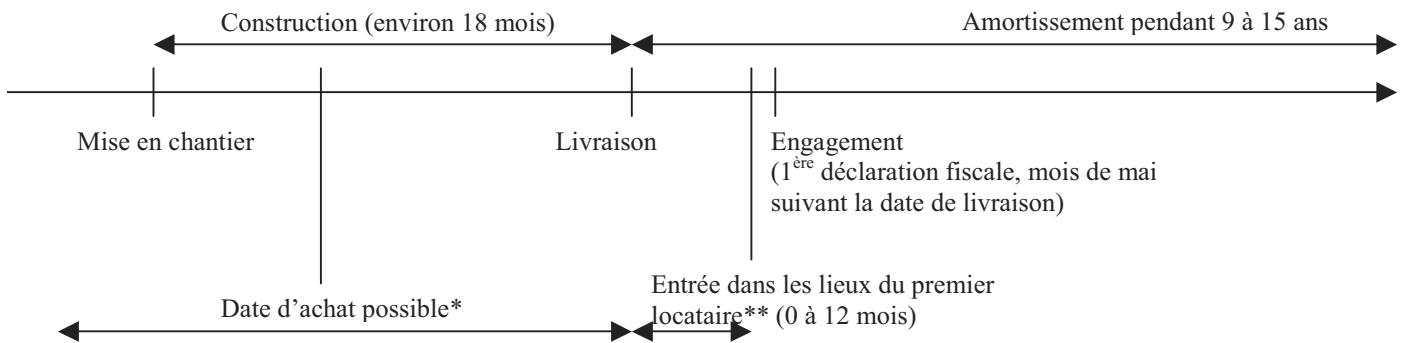 Construction (environ 18 mois)
Amortissement pendant 9 à 15 ans
Mise en chantier
Livraison
Engagement
(1ère déclaration fiscale, mois de mai
suivant la date de livraison)
Date d’achat possible*
Entrée dans les lieux du premier
locataire** (0 à 12 mois)